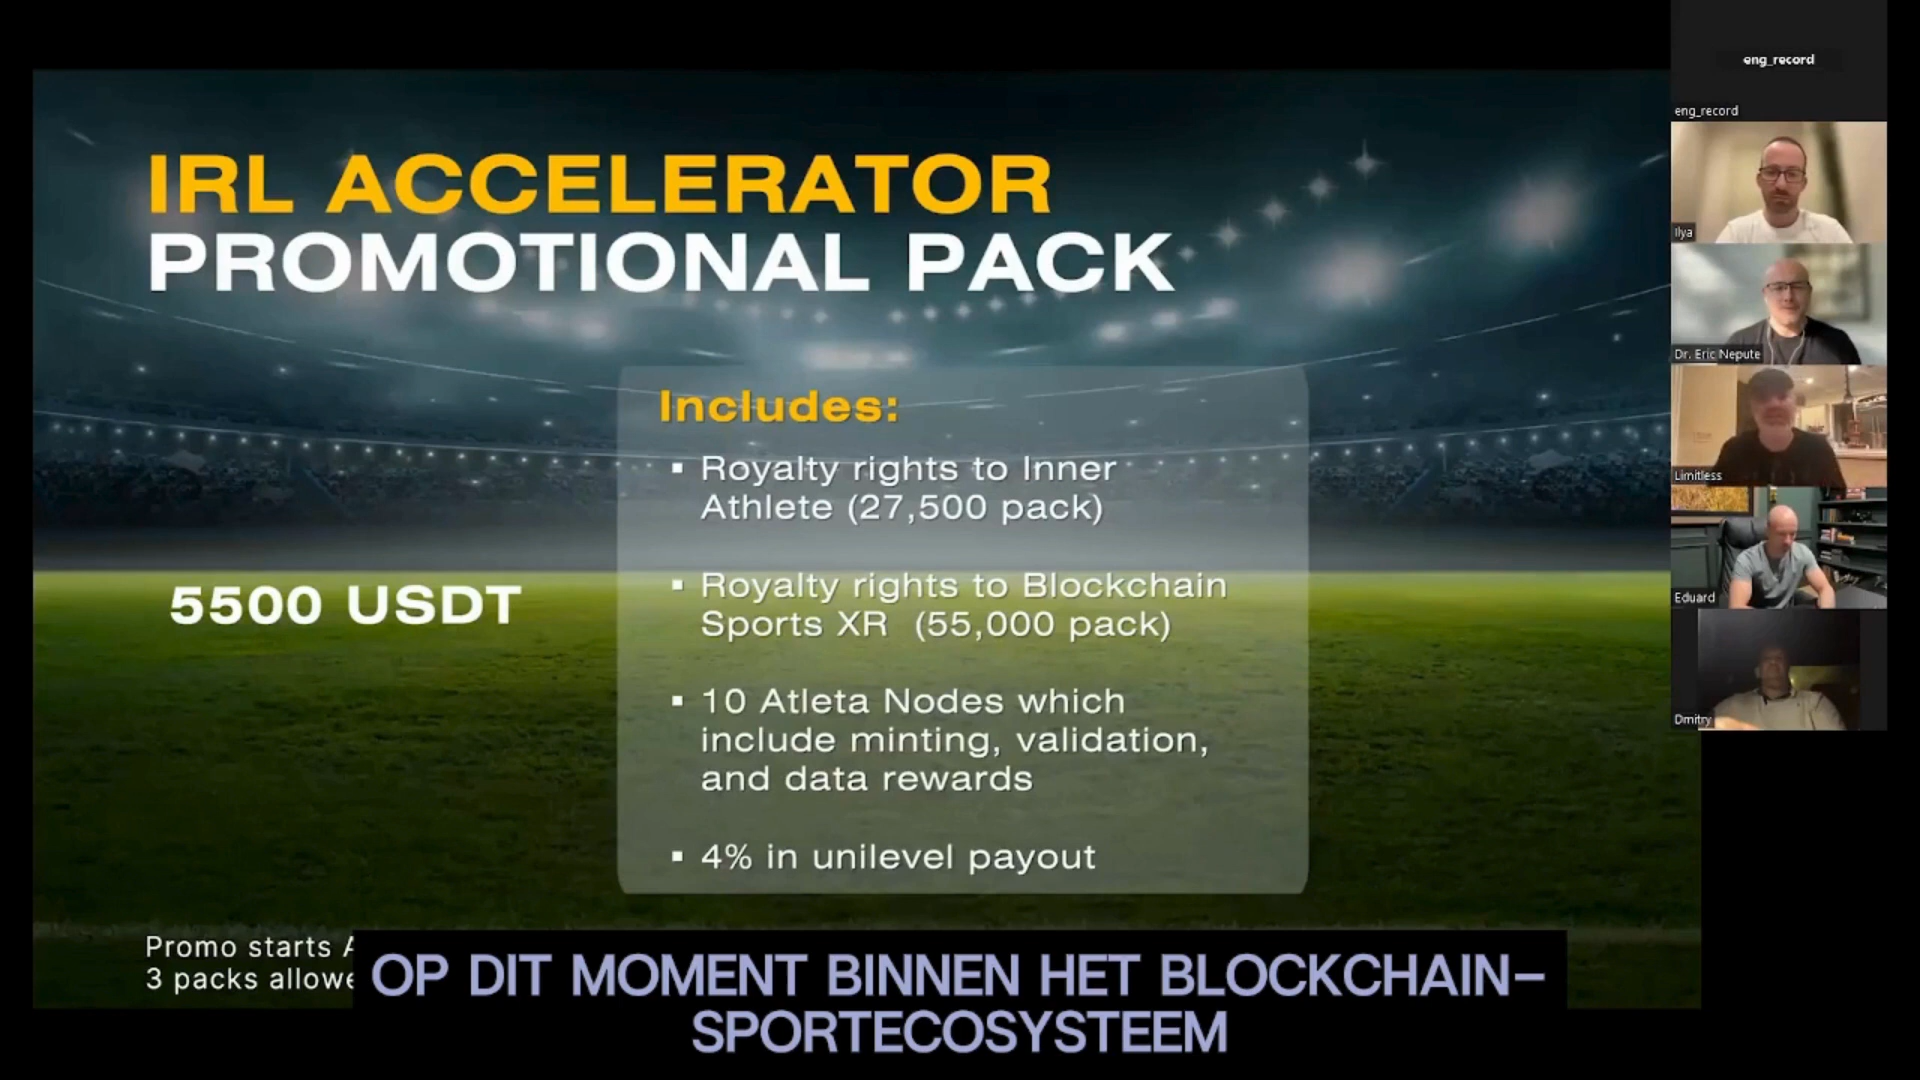 IRL ACCELERATOR
PROMOTIONAL PACK
5500 USDT
Includes:
▪ Royalty rights to Inner
Athlete (27,500 pack)
▪ Royalty rights to Blockchain
Sports XR (55,000 pack)
▪ 10 Atleta Nodes which
include minting, validation,
and data rewards
▪ 4% in unilevel payout
Promo starts
3 packs
OP DIT MOMENT BINNEN HET BLOCKCHAIN-
SPORTECOSYSTEEM
eng_record
eng_record
Ilya
Dr. Eric Nepute
Limitless
Eduard
Dmitry